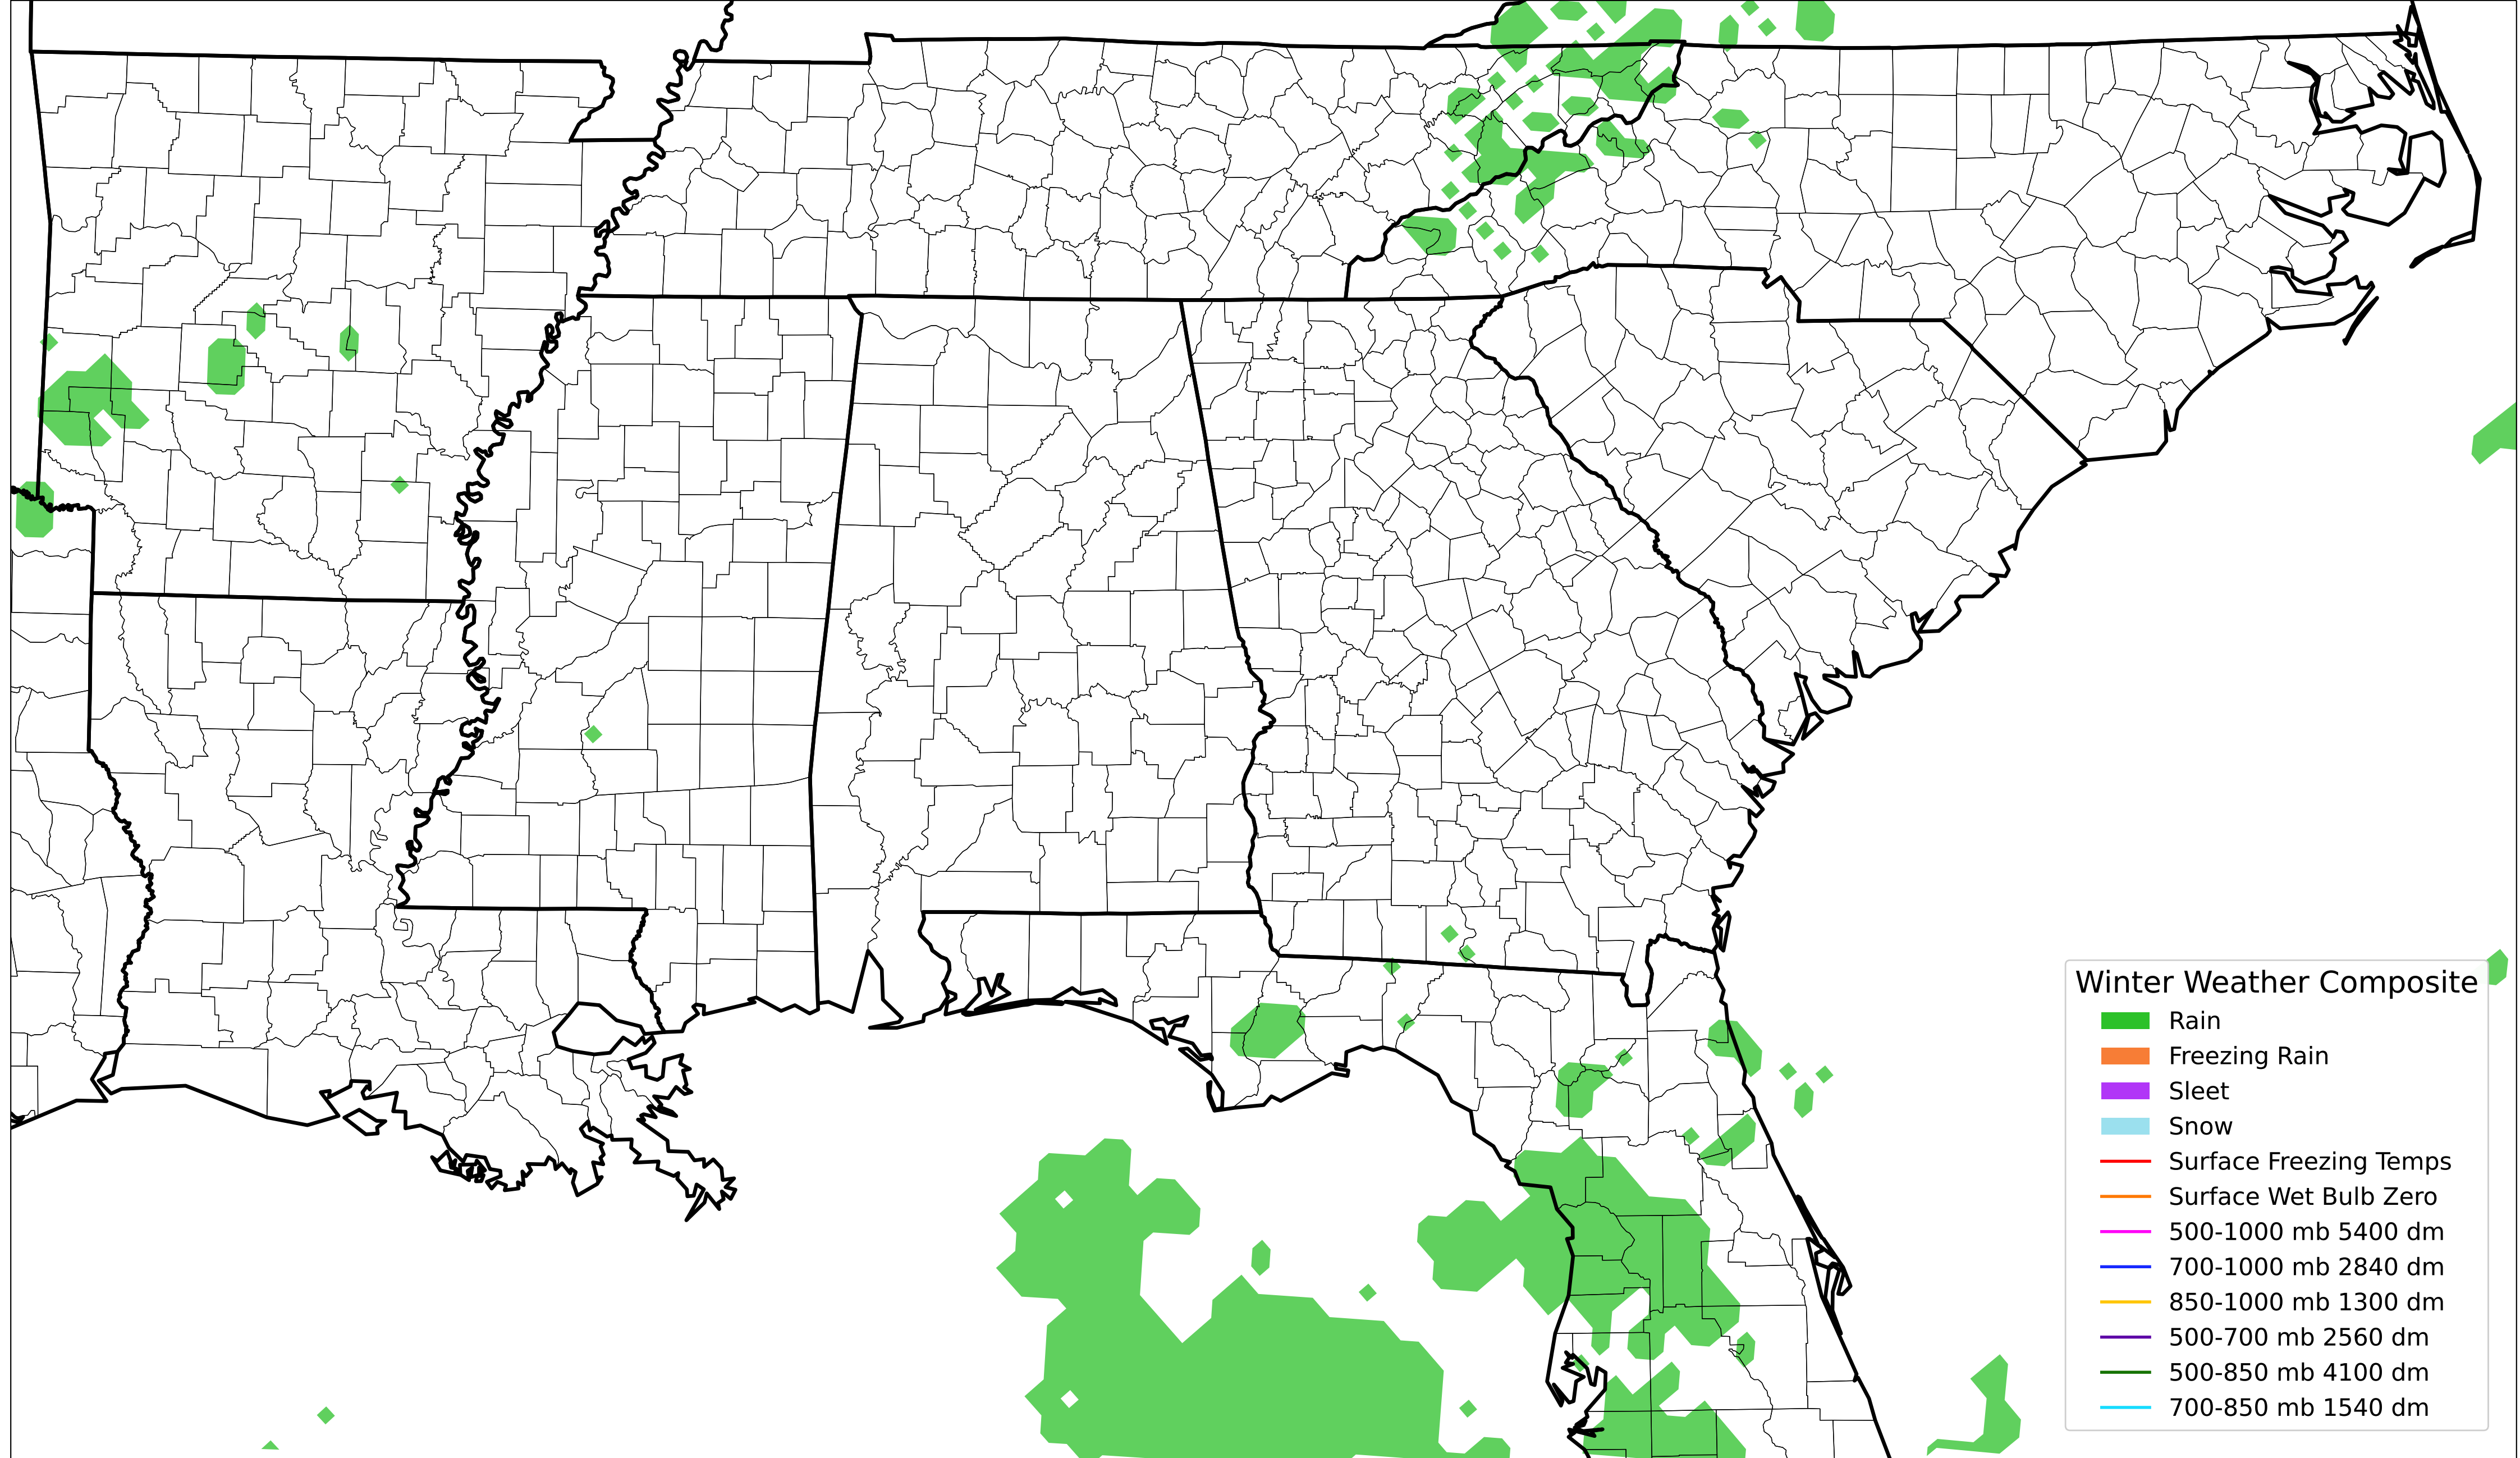 Winter Weather Composite
Rain
Freezing Rain
Sleet
Snow
Surface Freezing Temps
Surface Wet Bulb Zero
500-1000 mb 5400 dm
700-1000 mb 2840 dm
850-1000 mb 1300 dm
500-700 mb 2560 dm
500-850 mb 4100 dm
700-850 mb 1540 dm